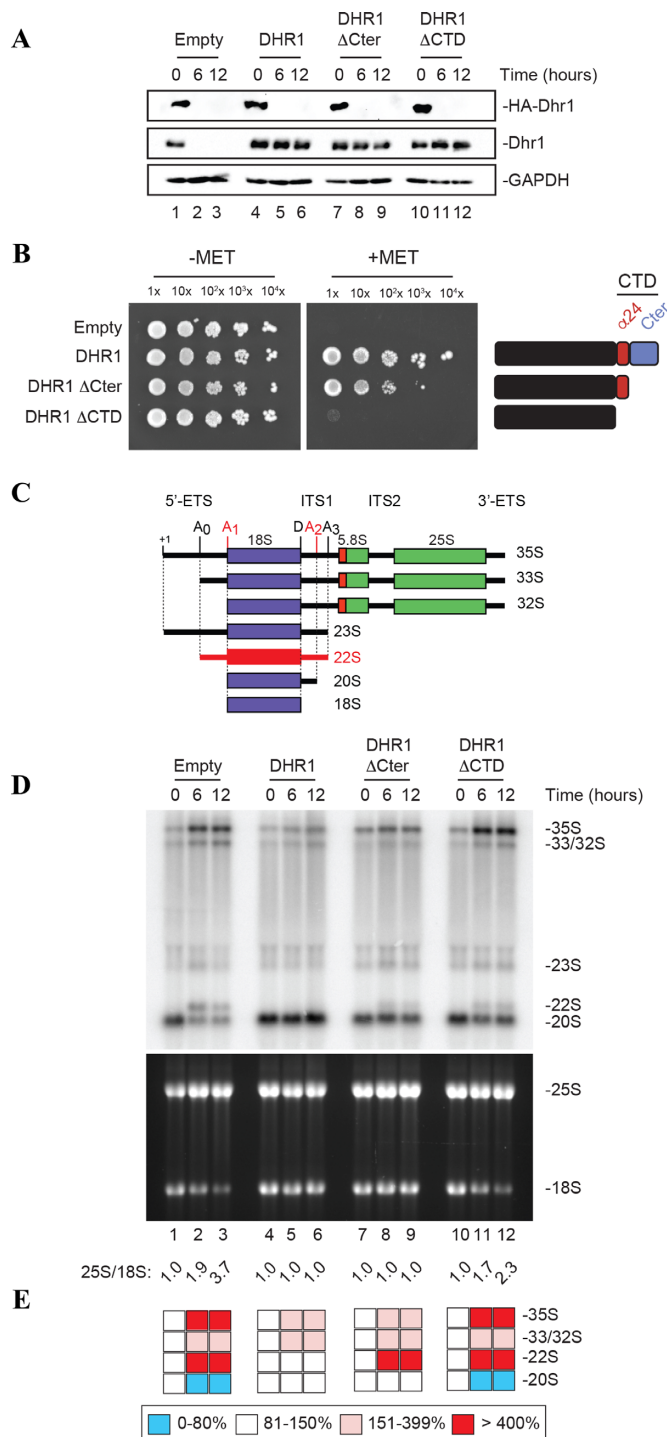 A
Empty DHR1 DHR1 ΔCter DHR1 ΔCTD
0 6 12 0 6 12 0 6 12 0 6 12 Time (hours)
-HA-Dhr1
-Dhr1
-GAPDH
1 2 3 4 5 6 7 8 9 10 11 12
B
-MET +MET
1x 10x 10²x 10³x 10⁴x 1x 10x 10²x 10³x 10⁴x
CTD
α24 Cter
Empty
DHR1
DHR1 ΔCter
DHR1 ΔCTD
C
5'-ETS ITS1 ITS2 3'-ETS
+1 A0 A1 18S D A2 A3 5.8S 25S
35S
33S
32S
23S
22S
20S
18S
D
Empty DHR1 DHR1 ΔCter DHR1 ΔCTD
0 6 12 0 6 12 0 6 12 0 6 12 Time (hours)
-35S
-33/32S
-23S
-22S
-20S
-25S
-18S
1 2 3 4 5 6 7 8 9 10 11 12
25S/18S: 1.0 1.9 3.7 1.0 1.0 1.0 1.0 1.0 1.0 1.0 1.7 2.3
E
-35S
-33/32S
-22S
-20S
0-80% 81-150% 151-399% > 400%